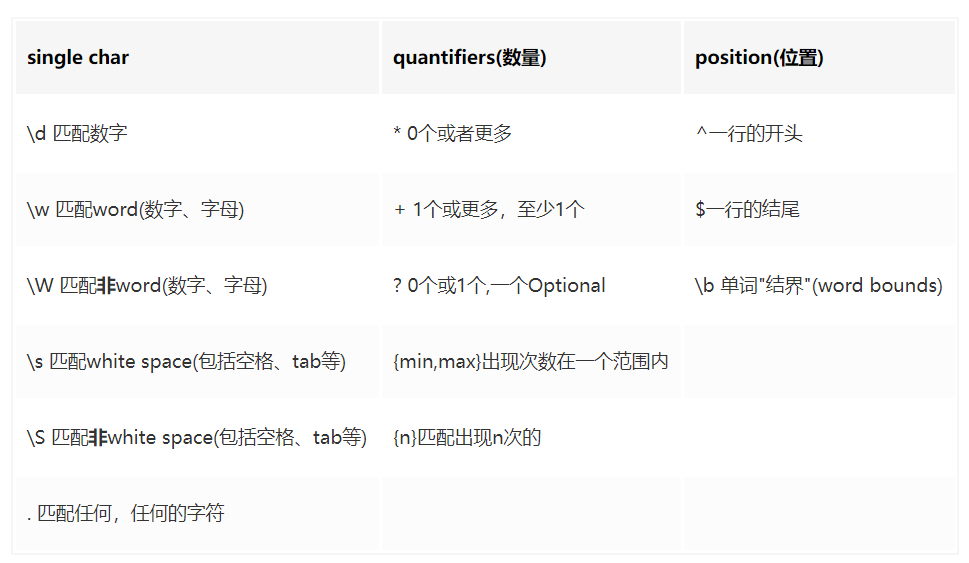 single char quantifiers(数量) position(位置)
\d 匹配数字 * 0个或者更多 ^一行的开头
\w 匹配word(数字、字母) + 1个或更多，至少1个 $一行的结尾
\W 匹配非word(数字、字母) ? 0个或1个,一个Optional \b 单词"结界"(word bounds)
\s 匹配white space(包括空格、tab等) {min,max}出现次数在一个范围内
\S 匹配非white space(包括空格、tab等) {n}匹配出现n次的
. 匹配任何，任何的字符